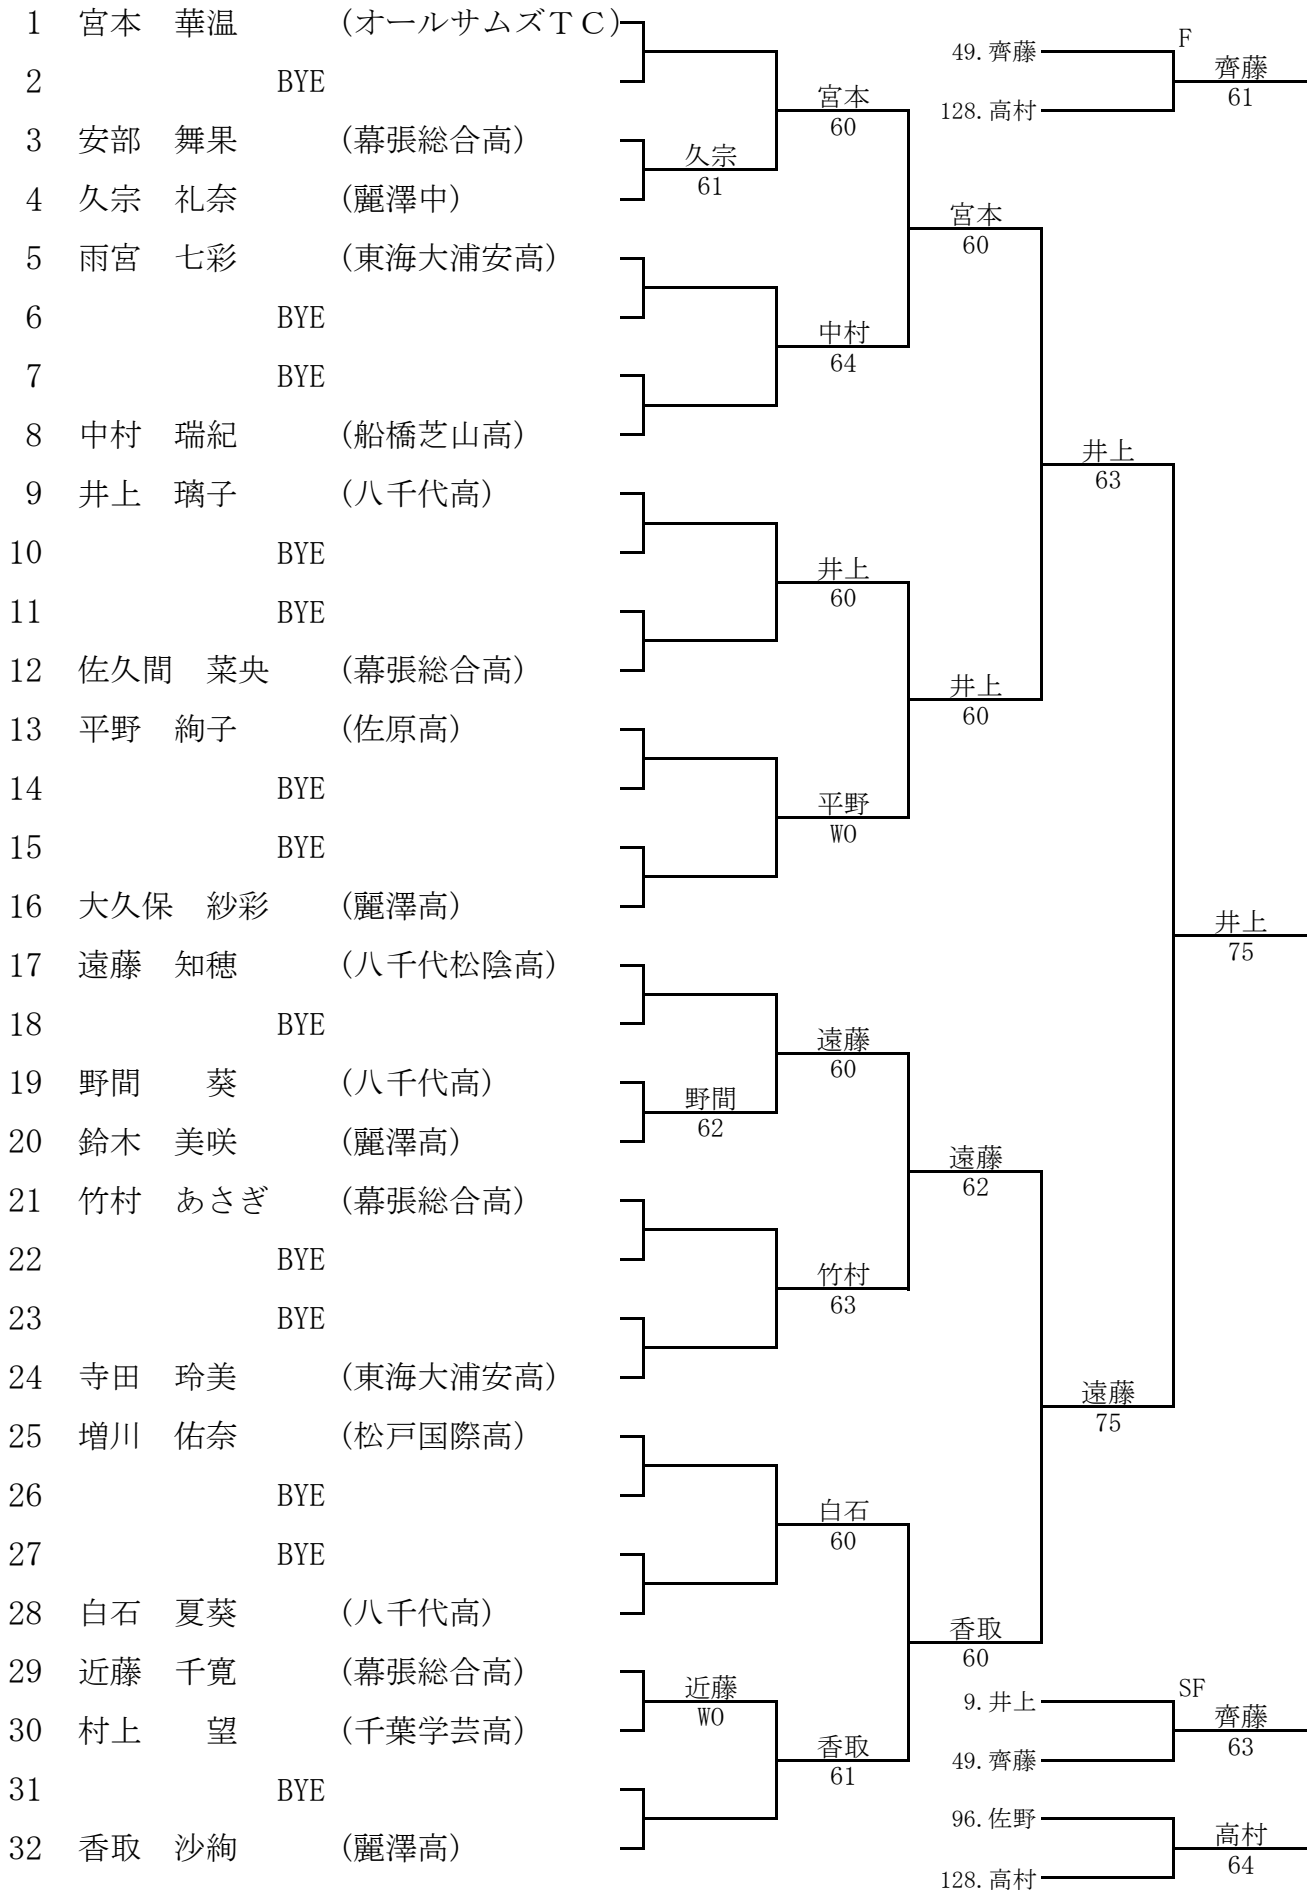 1 宮本 華温 (オールサムズTC)
2 BYE
3 安部 舞果 (幕張総合高)
4 久宗 礼奈 (麗澤中)
5 雨宮 七彩 (東海大浦安高)
6 BYE
7 BYE
8 中村 瑞紀 (船橋芝山高)
9 井上 璃子 (八千代高)
10 BYE
11 BYE
12 佐久間 菜央 (幕張総合高)
13 平野 絢子 (佐原高)
14 BYE
15 BYE
16 大久保 紗彩 (麗澤高)
17 遠藤 知穂 (八千代松陰高)
18 BYE
19 野間 葵 (八千代高)
20 鈴木 美咲 (麗澤高)
21 竹村 あさぎ (幕張総合高)
22 BYE
23 BYE
24 寺田 玲美 (東海大浦安高)
25 増川 佑奈 (松戸国際高)
26 BYE
27 BYE
28 白石 夏葵 (八千代高)
29 近藤 千寛 (幕張総合高)
30 村上 望 (千葉学芸高)
31 BYE
32 香取 沙絢 (麗澤高)
久宗
61
野間
62
近藤
WO
宮本
60
中村
64
井上
60
平野
WO
遠藤
60
竹村
63
白石
60
香取
61
宮本
60
井上
60
遠藤
62
香取
60
井上
63
遠藤
75
井上
75
F
49.齊藤
128.高村
齊藤
61
SF
9.井上
49.齊藤
齊藤
63
96.佐野
128.高村
高村
64